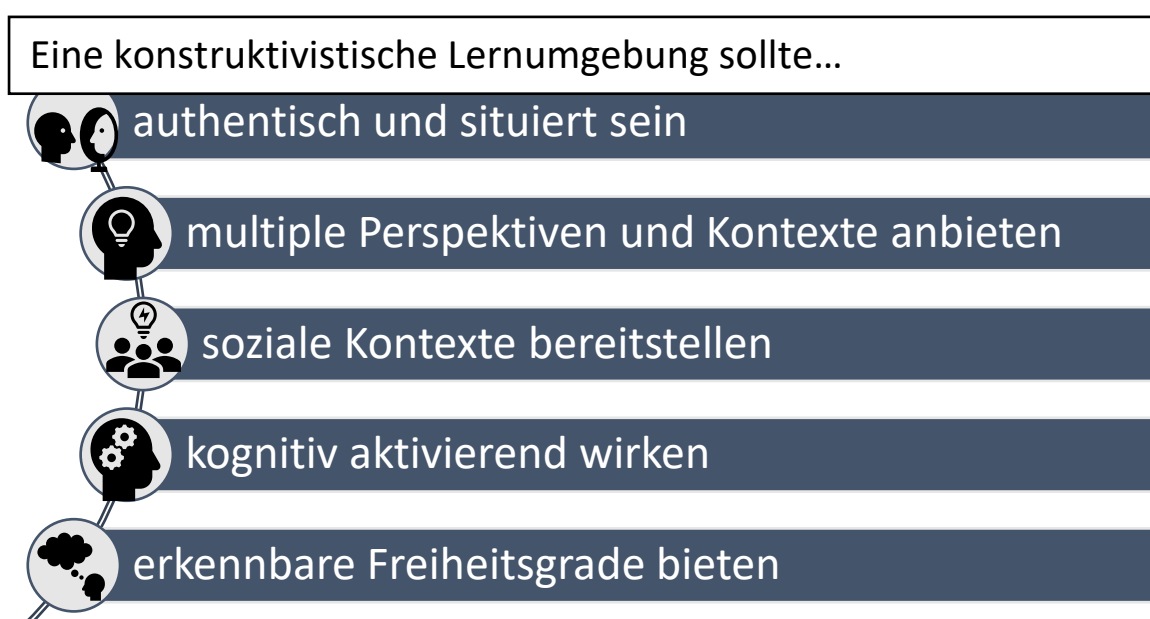 Eine konstruktivistische Lernumgebung sollte…
authentisch und situiert sein
multiple Perspektiven und Kontexte anbieten
soziale Kontexte bereitstellen
kognitiv aktivierend wirken
erkennbare Freiheitsgrade bieten